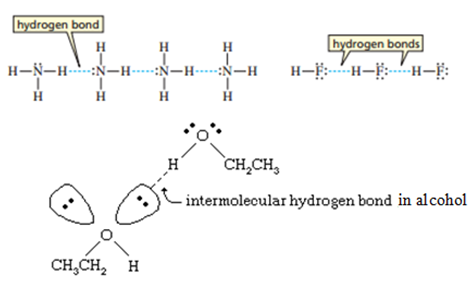 hydrogen bond
hydrogen bonds
H H H
H—N̈—H·····:N—H·····:N—H·····:N—H H—F̤̈:·····H—F̤̈:·····H—F̤̈:
H H H H
O
H CH₂CH₃
intermolecular hydrogen bond in alcohol
O
CH₃CH₂ H